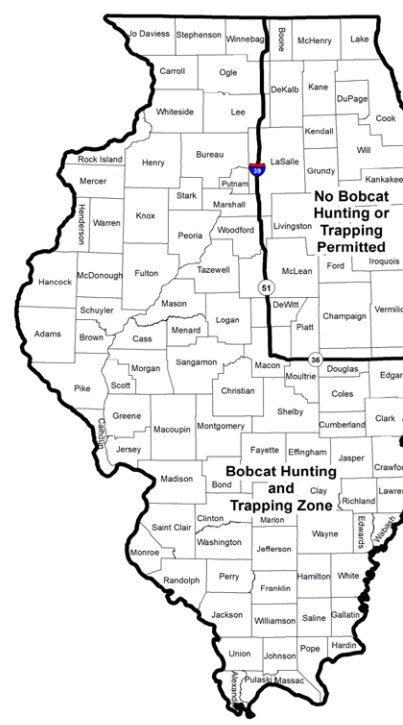 Jo Daviess
Stephenson
Winnebag
Boone
McHenry
Lake
Carroll
Ogle
DeKalb
Kane
DuPage
Cook
Whiteside
Lee
Kendall
Will
Rock Island
Henry
Bureau
LaSalle
Grundy
39
Putnam
Kankakee
Mercer
Stark
Marshall
No Bobcat
Hunting or
Trapping
Permitted
Henderson
Warren
Knox
Peoria
Woodford
Livingston
Ford
Iroquois
Hancock
McDonough
Fulton
Tazewell
McLean
51
Mason
Logan
DeWitt
Champaign
Vermilio
Schuyler
Adams
Brown
Cass
Menard
Piatt
36
Macon
Douglas
Edgar
Morgan
Sangamon
Moultrie
Coles
Pike
Scott
Christian
Shelby
Cumberland
Clark
Greene
Macoupin
Montgomery
Calhoun
Jersey
Fayette
Effingham
Jasper
Crawfor
Bobcat Hunting
and
Trapping Zone
Madison
Bond
Clay
Richland
Lawre
Clinton
Marion
Saint Clair
Washington
Wayne
Edwards
Wabash
Monroe
Jefferson
Randolph
Perry
Franklin
Hamilton
White
Jackson
Williamson
Saline
Gallatin
Union
Johnson
Pope
Hardin
Alexand
Pulaski
Massac